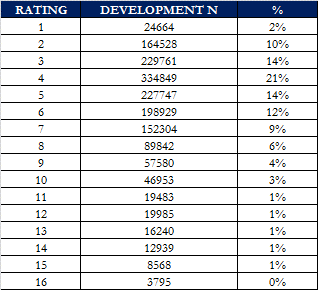 RATING DEVELOPMENT N %
1 24664 2%
2 164528 10%
3 229761 14%
4 334849 21%
5 227747 14%
6 198929 12%
7 152304 9%
8 89842 6%
9 57580 4%
10 46953 3%
11 19483 1%
12 19985 1%
13 16240 1%
14 12939 1%
15 8568 1%
16 3795 0%